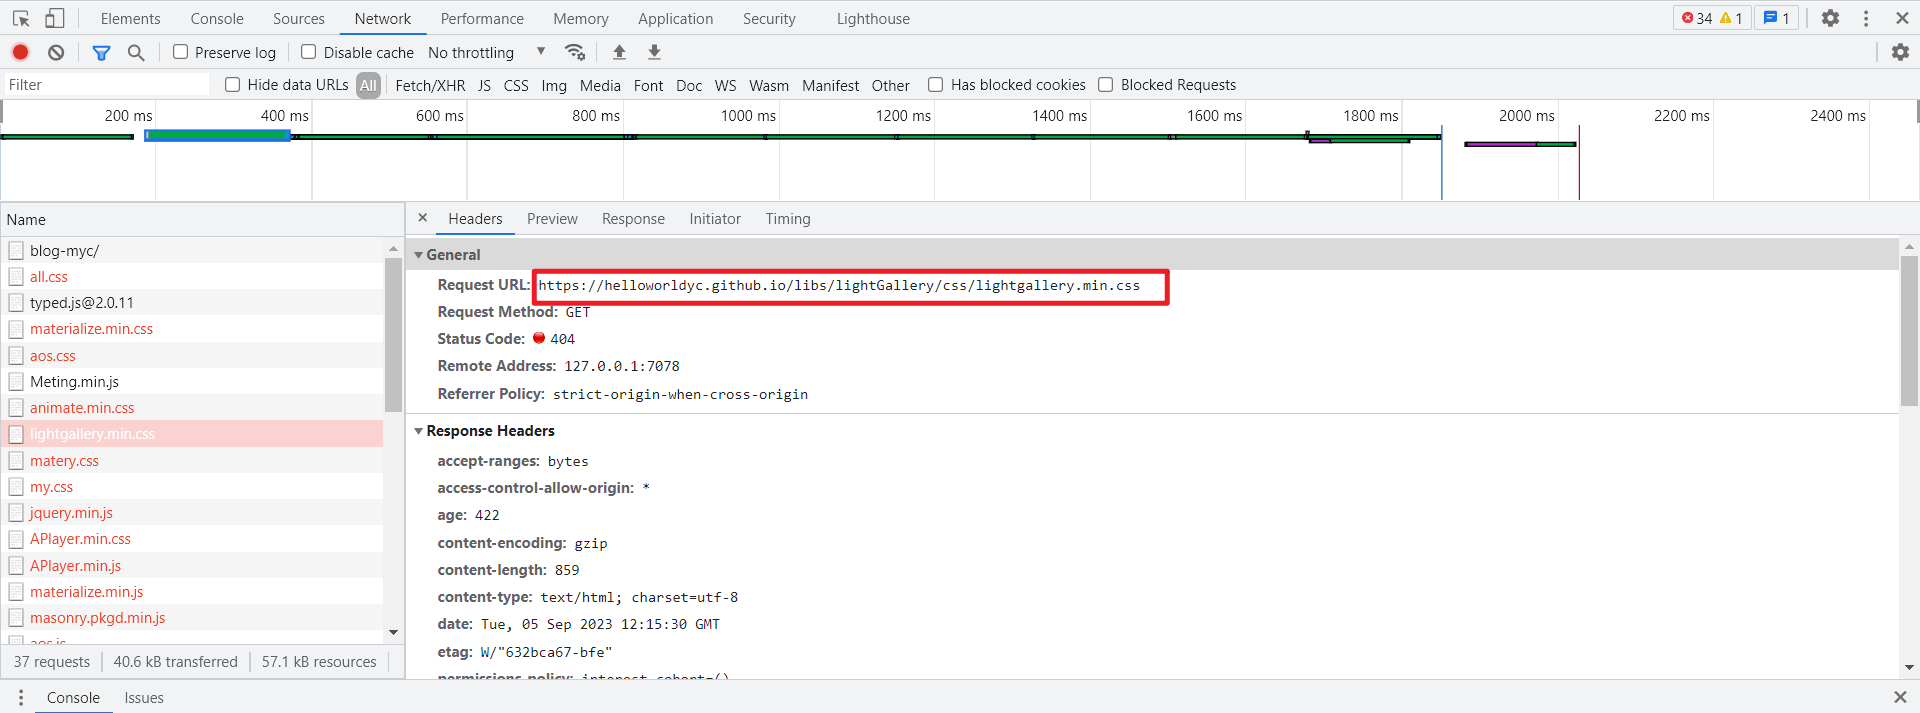 Elements Console Sources Network Performance Memory Application Security Lighthouse 34 1 1
Preserve log Disable cache No throttling
Filter Hide data URLs All Fetch/XHR JS CSS Img Media Font Doc WS Wasm Manifest Other Has blocked cookies Blocked Requests
200 ms 400 ms 600 ms 800 ms 1000 ms 1200 ms 1400 ms 1600 ms 1800 ms 2000 ms 2200 ms 2400 ms
Name
blog-myc/
all.css
typed.js@2.0.11
materialize.min.css
aos.css
Meting.min.js
animate.min.css
lightgallery.min.css
matery.css
my.css
jquery.min.js
APlayer.min.css
APlayer.min.js
materialize.min.js
masonry.pkgd.min.js
aos.js
37 requests 40.6 kB transferred 57.1 kB resources
Headers Preview Response Initiator Timing
General
Request URL: https://helloworldyc.github.io/libs/lightGallery/css/lightgallery.min.css
Request Method: GET
Status Code: 404
Remote Address: 127.0.0.1:7078
Referrer Policy: strict-origin-when-cross-origin
Response Headers
accept-ranges: bytes
access-control-allow-origin: *
age: 422
content-encoding: gzip
content-length: 859
content-type: text/html; charset=utf-8
date: Tue, 05 Sep 2023 12:15:30 GMT
etag: W/"632bca67-bfe"
permissions-policy: interest-cohort=()
Console Issues